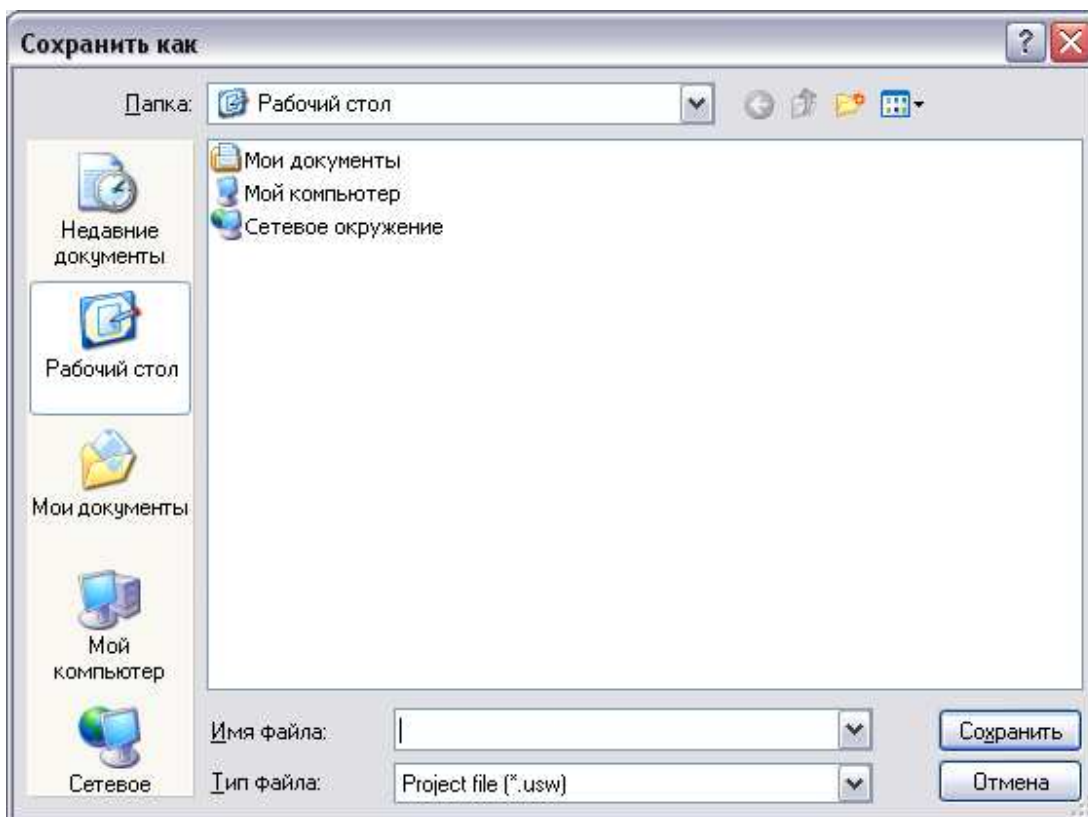 Сохранить как
Папка:
Рабочий стол
Недавние
документы
Рабочий стол
Мои документы
Мой
компьютер
Сетевое
Мои документы
Мой компьютер
Сетевое окружение
Имя файла:
Сохранить
Тип файла:
Project file (*.usw)
Отмена